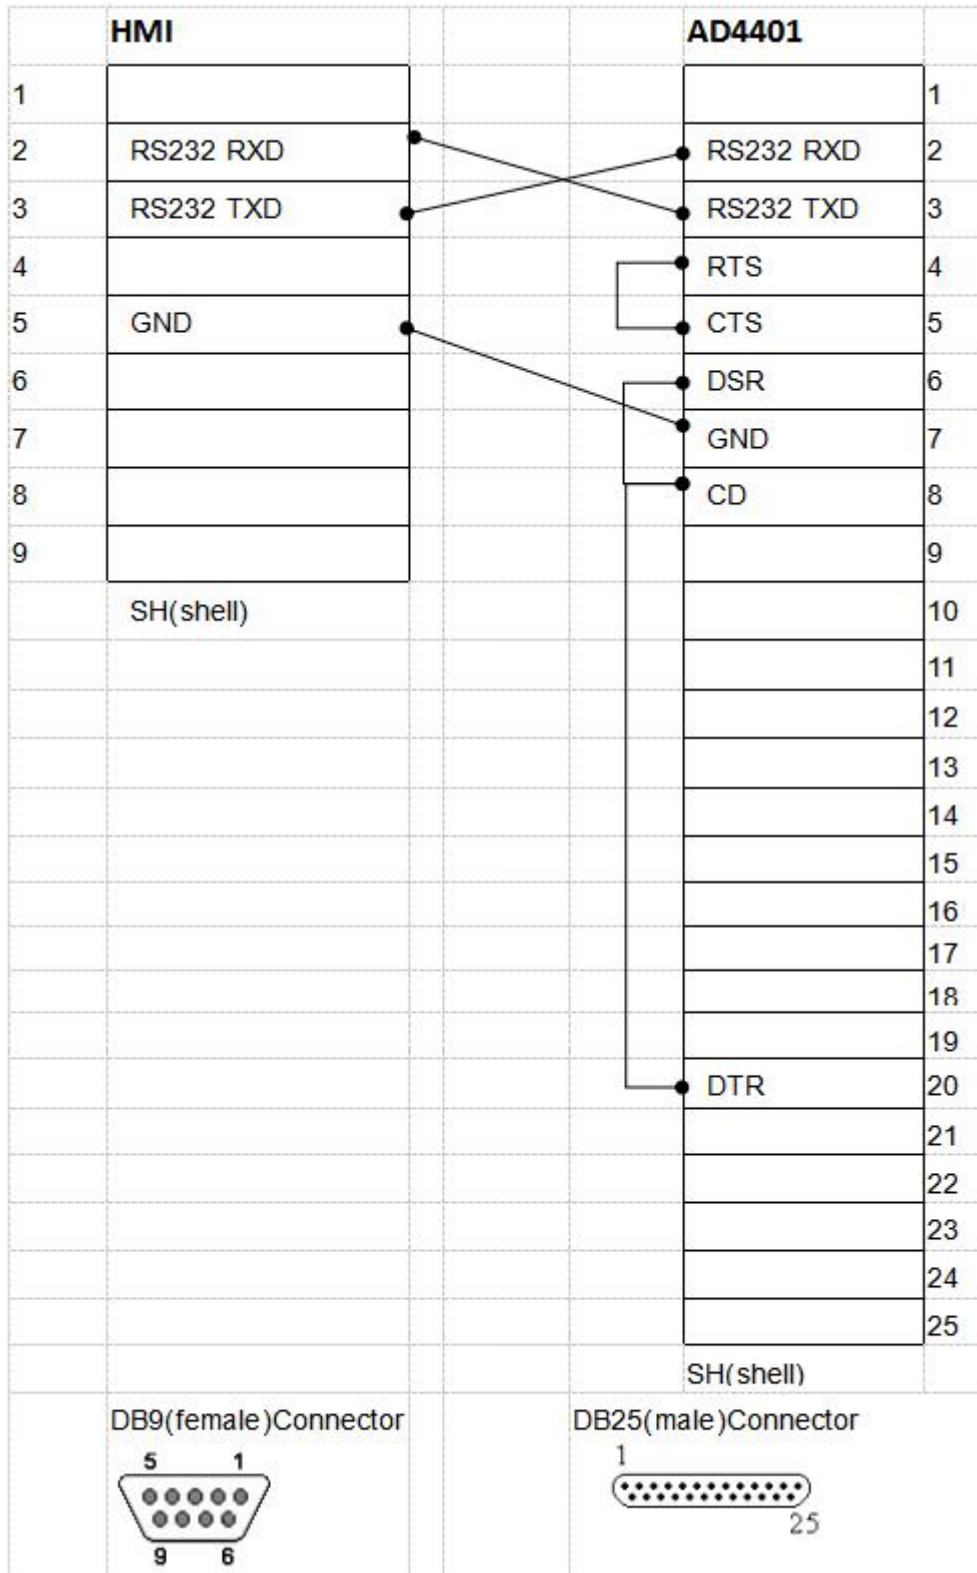 HMI AD4401
1 1
2 RS232 RXD RS232 RXD 2
3 RS232 TXD RS232 TXD 3
4 RTS 4
5 GND CTS 5
6 DSR 6
7 GND 7
8 CD 8
9 9
SH(shell) 10
11
12
13
14
15
16
17
18
19
DTR 20
21
22
23
24
25
SH(shell)
DB9(female)Connector DB25(male)Connector
5 1 1
25
9 6